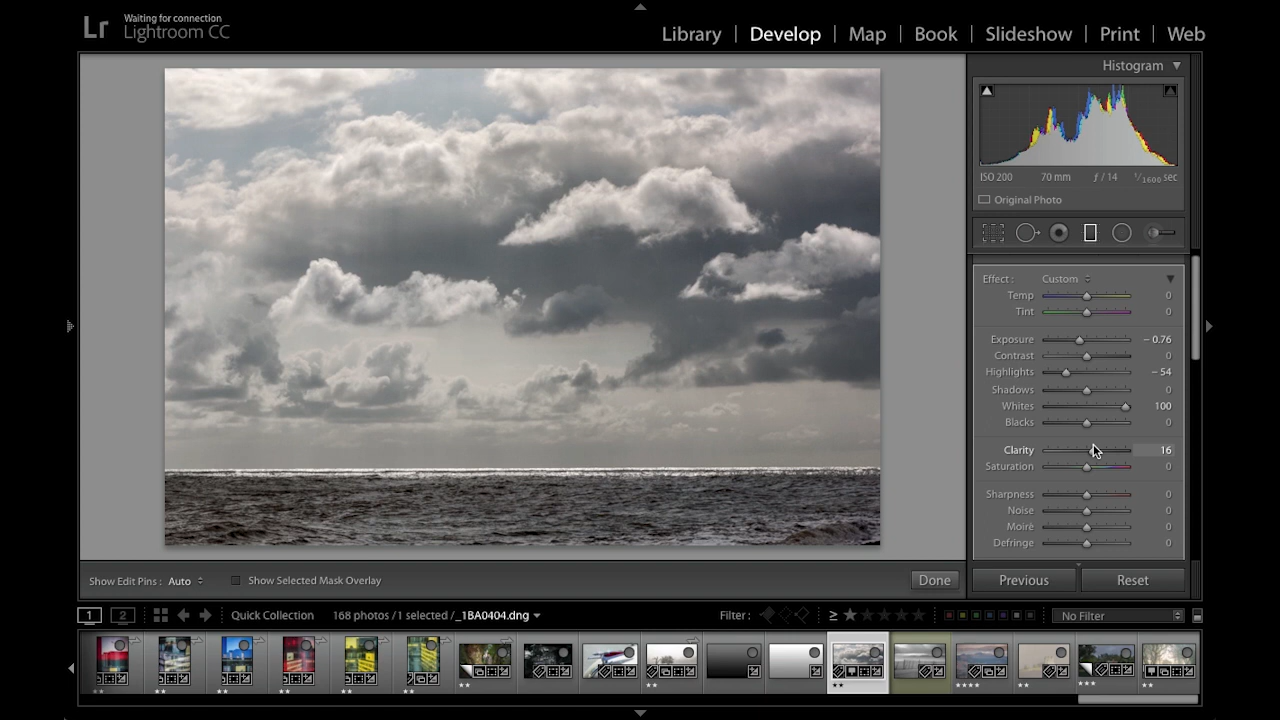 Lr Waiting for connection
Lightroom CC
Library | Develop | Map | Book | Slideshow | Print | Web
Histogram
ISO 200 70 mm ƒ / 14 1/1600 sec
Original Photo
Effect : Custom
Temp 0
Tint 0
Exposure – 0.76
Contrast 0
Highlights – 54
Shadows 0
Whites 100
Blacks 0
Clarity 16
Saturation 0
Sharpness 0
Noise 0
Moiré 0
Defringe 0
Show Edit Pins : Auto Show Selected Mask Overlay Done Previous Reset
1 2 Quick Collection 168 photos / 1 selected / _1BA0404.dng Filter : ≥ No Filter